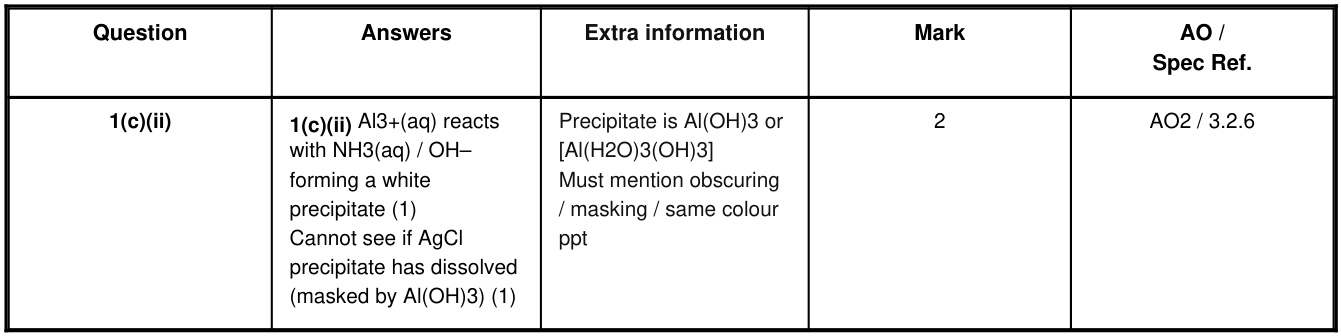 Question Answers Extra information Mark AO /
Spec Ref.
1(c)(ii)
1(c)(ii) Al3+(aq) reacts
with NH3(aq) / OH–
forming a white
precipitate (1)
Cannot see if AgCl
precipitate has dissolved
(masked by Al(OH)3) (1)
Precipitate is Al(OH)3 or
[Al(H2O)3(OH)3]
Must mention obscuring
/ masking / same colour
ppt
2
AO2 / 3.2.6